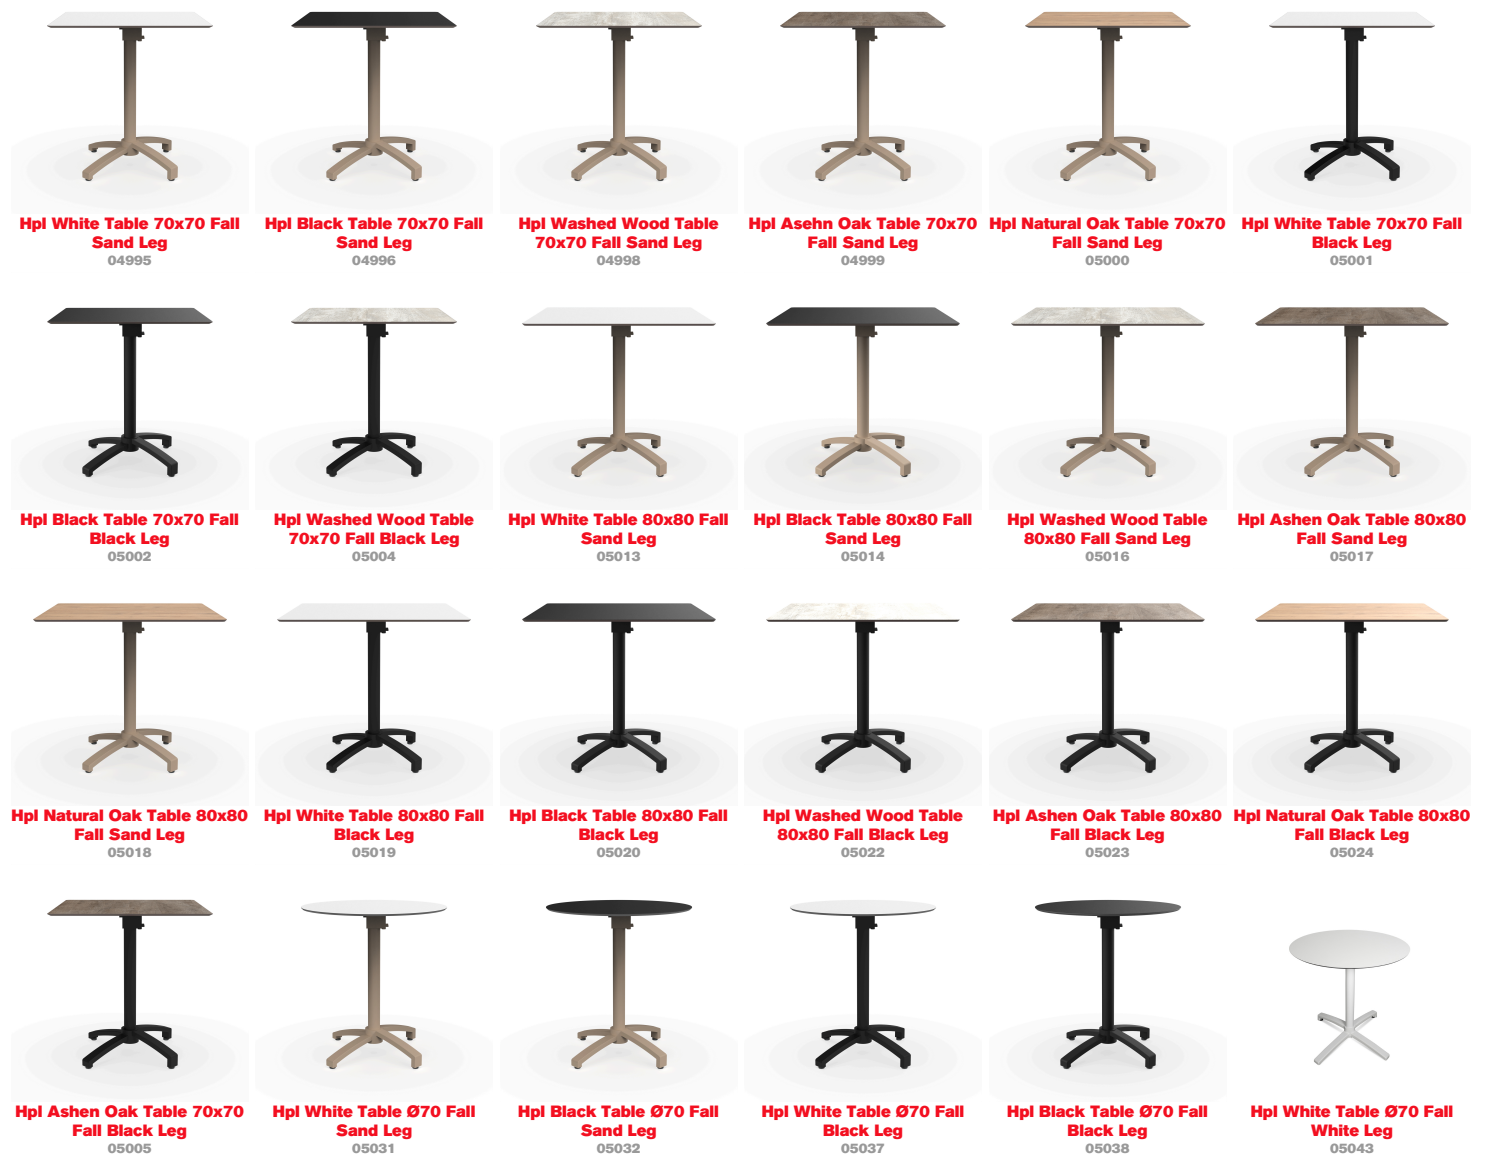 Hpl White Table 70x70 Fall
Sand Leg
04995
Hpl Black Table 70x70 Fall
Sand Leg
04996
Hpl Washed Wood Table
70x70 Fall Sand Leg
04998
Hpl Asehn Oak Table 70x70
Fall Sand Leg
04999
Hpl Natural Oak Table 70x70
Fall Sand Leg
05000
Hpl White Table 70x70 Fall
Black Leg
05001
Hpl Black Table 70x70 Fall
Black Leg
05002
Hpl Washed Wood Table
70x70 Fall Black Leg
05004
Hpl White Table 80x80 Fall
Sand Leg
05013
Hpl Black Table 80x80 Fall
Sand Leg
05014
Hpl Washed Wood Table
80x80 Fall Sand Leg
05016
Hpl Ashen Oak Table 80x80
Fall Sand Leg
05017
Hpl Natural Oak Table 80x80
Fall Sand Leg
05018
Hpl White Table 80x80 Fall
Black Leg
05019
Hpl Black Table 80x80 Fall
Black Leg
05020
Hpl Washed Wood Table
80x80 Fall Black Leg
05022
Hpl Ashen Oak Table 80x80
Fall Black Leg
05023
Hpl Natural Oak Table 80x80
Fall Black Leg
05024
Hpl Ashen Oak Table 70x70
Fall Black Leg
05005
Hpl White Table Ø70 Fall
Sand Leg
05031
Hpl Black Table Ø70 Fall
Sand Leg
05032
Hpl White Table Ø70 Fall
Black Leg
05037
Hpl Black Table Ø70 Fall
Black Leg
05038
Hpl White Table Ø70 Fall
White Leg
05043